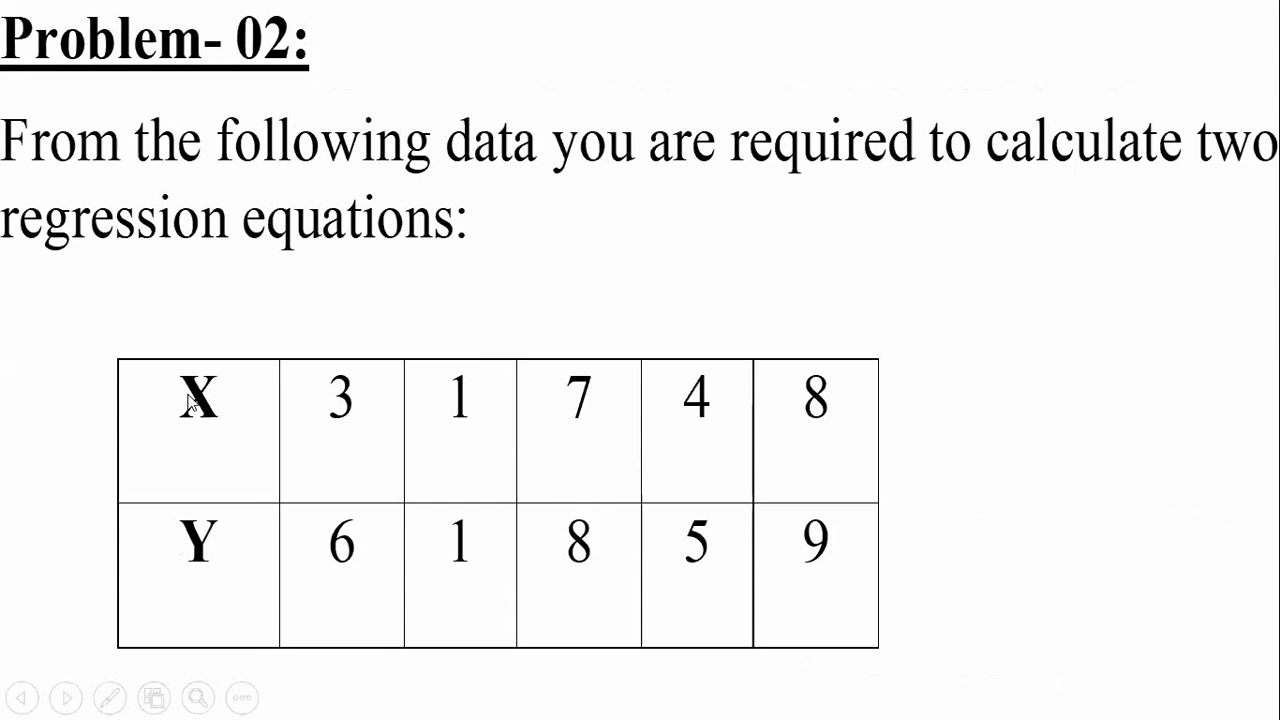 Problem- 02:
From the following data you are required to calculate two
regression equations:
X 3 1 7 4 8
Y 6 1 8 5 9